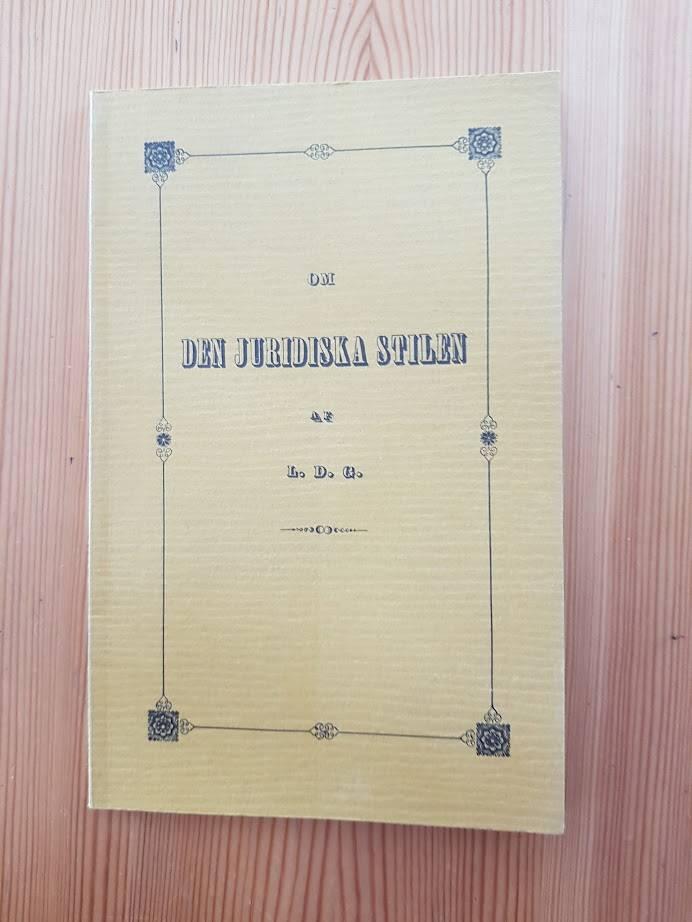 OM
DEN JURIDISKA STILEN
AF
L. D. G.